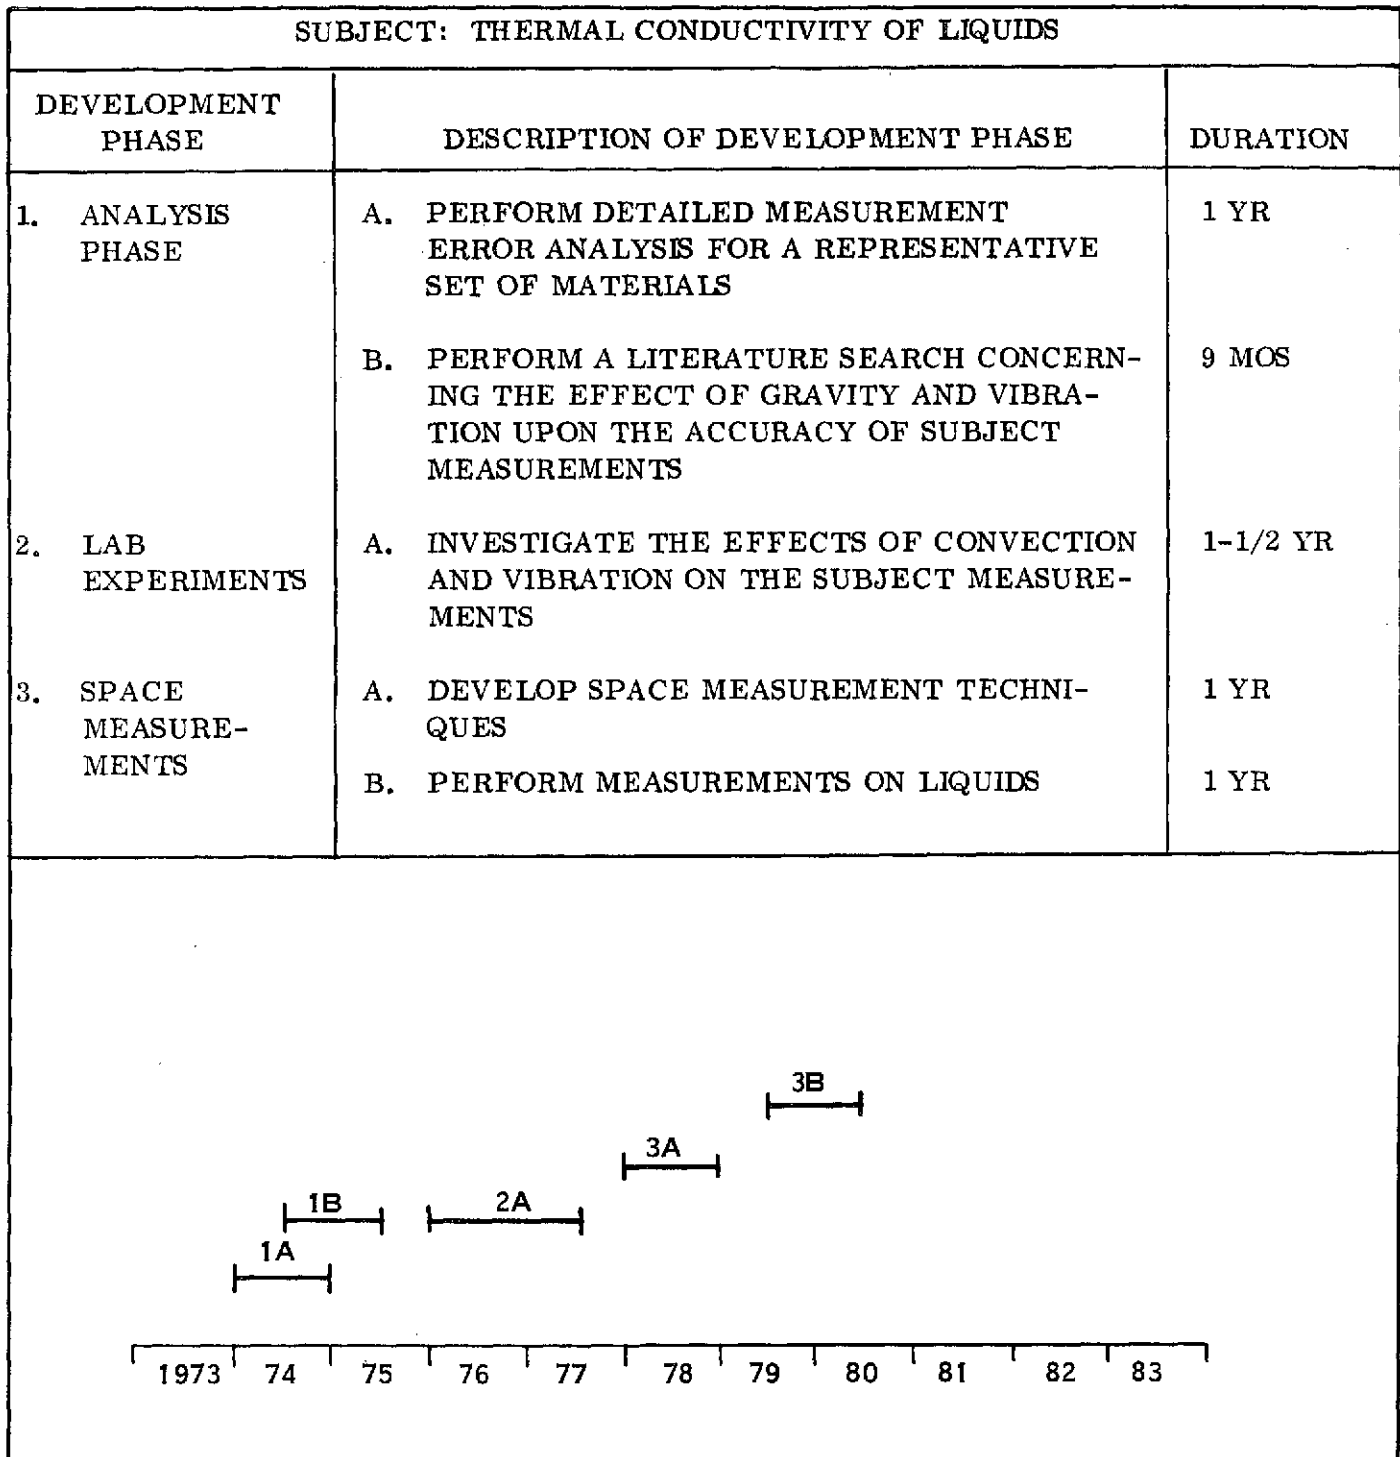 SUBJECT: THERMAL CONDUCTIVITY OF LIQUIDS
DEVELOPMENT
PHASE
DESCRIPTION OF DEVELOPMENT PHASE
DURATION
1. ANALYSIS
PHASE
A. PERFORM DETAILED MEASUREMENT
ERROR ANALYSIS FOR A REPRESENTATIVE
SET OF MATERIALS
1 YR
B. PERFORM A LITERATURE SEARCH CONCERN-
ING THE EFFECT OF GRAVITY AND VIBRA-
TION UPON THE ACCURACY OF SUBJECT
MEASUREMENTS
9 MOS
2. LAB
EXPERIMENTS
A. INVESTIGATE THE EFFECTS OF CONVECTION
AND VIBRATION ON THE SUBJECT MEASURE-
MENTS
1-1/2 YR
3. SPACE
MEASURE-
MENTS
A. DEVELOP SPACE MEASUREMENT TECHNI-
QUES
1 YR
B. PERFORM MEASUREMENTS ON LIQUIDS
1 YR
3B
3A
1B 2A
1A
1973 74 75 76 77 78 79 80 81 82 83